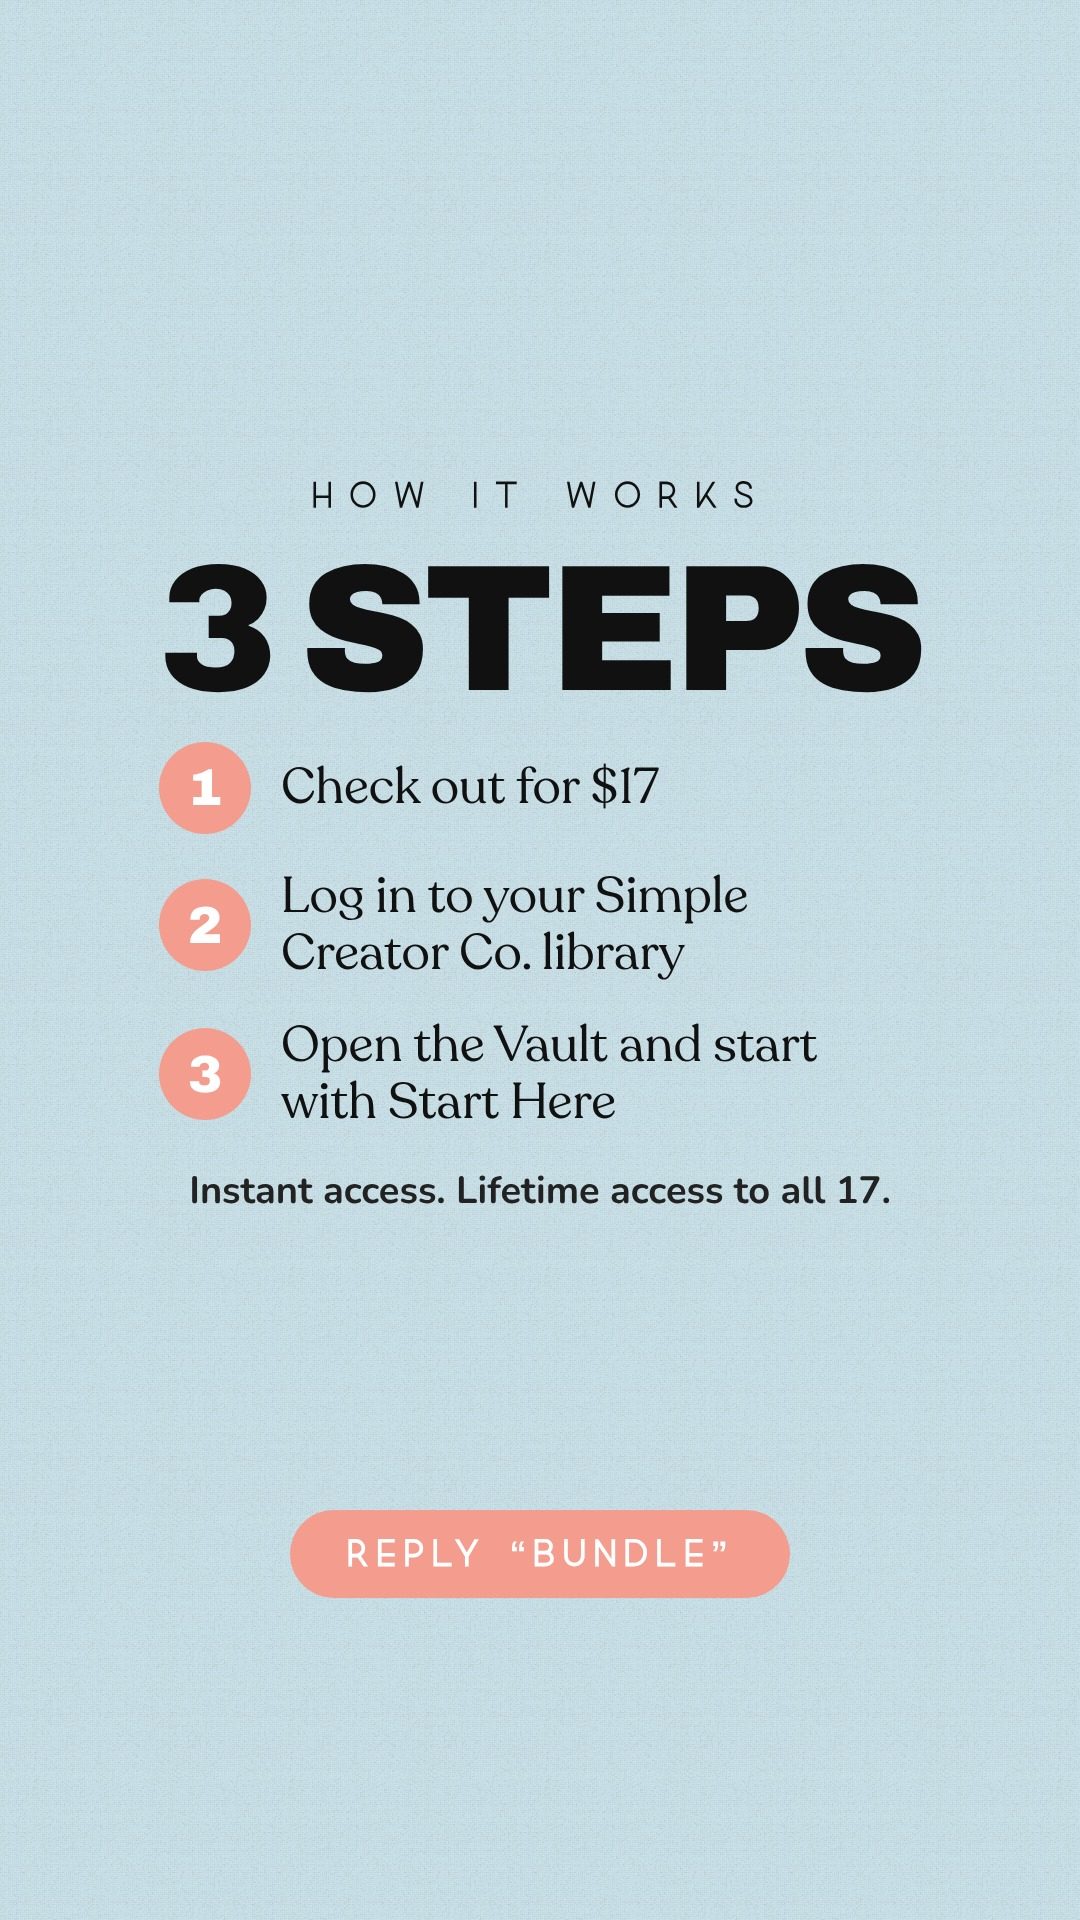 HOW IT WORKS
3 STEPS
1 Check out for $17
2 Log in to your Simple
Creator Co. library
3 Open the Vault and start
with Start Here
Instant access. Lifetime access to all 17.
REPLY “BUNDLE”